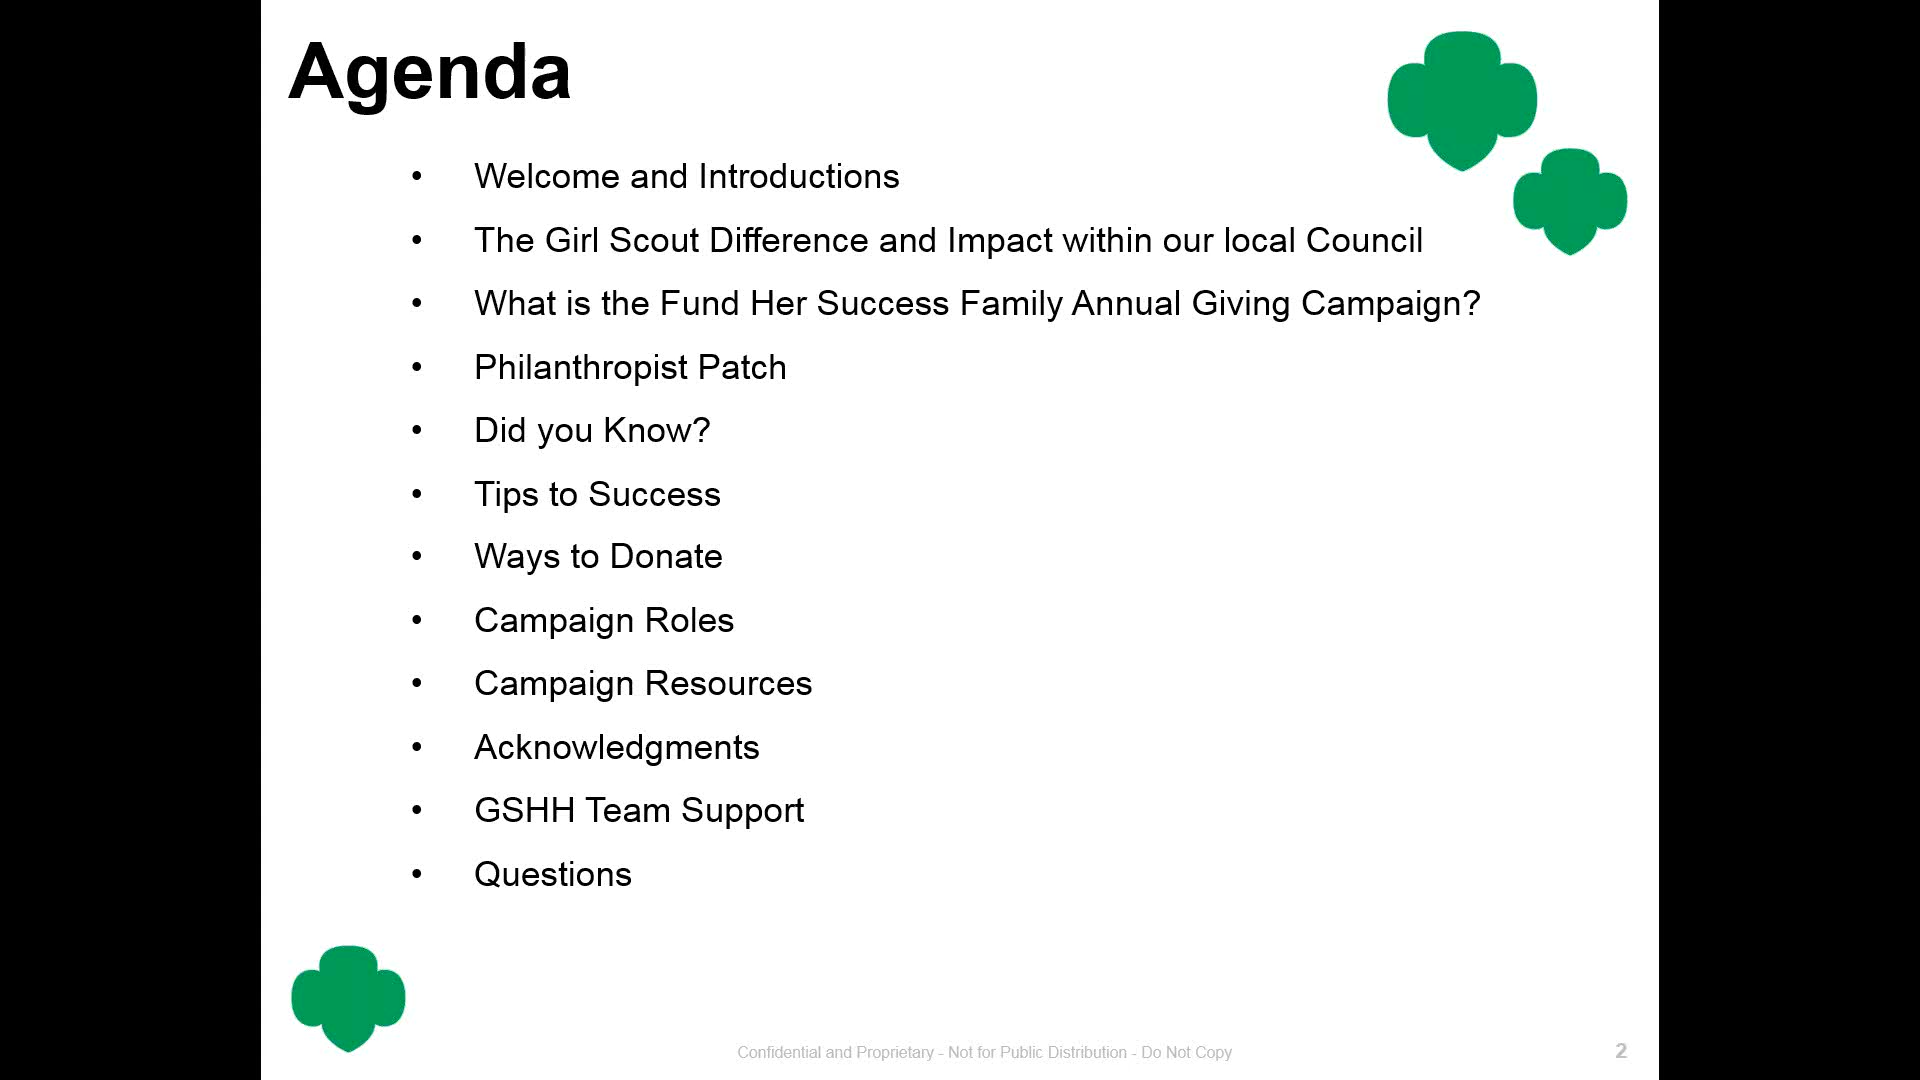 Agenda
• Welcome and Introductions
• The Girl Scout Difference and Impact within our local Council
• What is the Fund Her Success Family Annual Giving Campaign?
• Philanthropist Patch
• Did you Know?
• Tips to Success
• Ways to Donate
• Campaign Roles
• Campaign Resources
• Acknowledgments
• GSHH Team Support
• Questions
Confidential and Proprietary - Not for Public Distribution - Do Not Copy
2